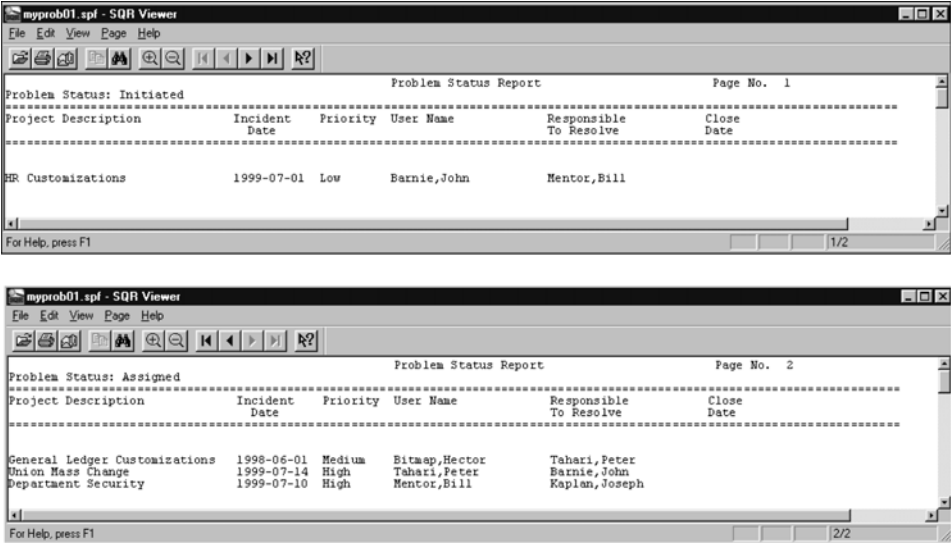 myprob01.spf - SQR Viewer
File Edit View Page Help
Problem Status Report Page No. 1
Problem Status: Initiated
Project Description Incident Priority User Name Responsible Close
Date To Resolve Date
HR Customizations 1999-07-01 Low Barnie,John Mentor,Bill
For Help, press F1 1/2
myprob01.spf - SQR Viewer
File Edit View Page Help
Problem Status Report Page No. 2
Problem Status: Assigned
Project Description Incident Priority User Name Responsible Close
Date To Resolve Date
General Ledger Customizations 1998-06-01 Medium Bitmap,Hector Tahari,Peter
Union Mass Change 1999-07-14 High Tahari,Peter Barnie,John
Department Security 1999-07-10 High Mentor,Bill Kaplan,Joseph
For Help, press F1 2/2